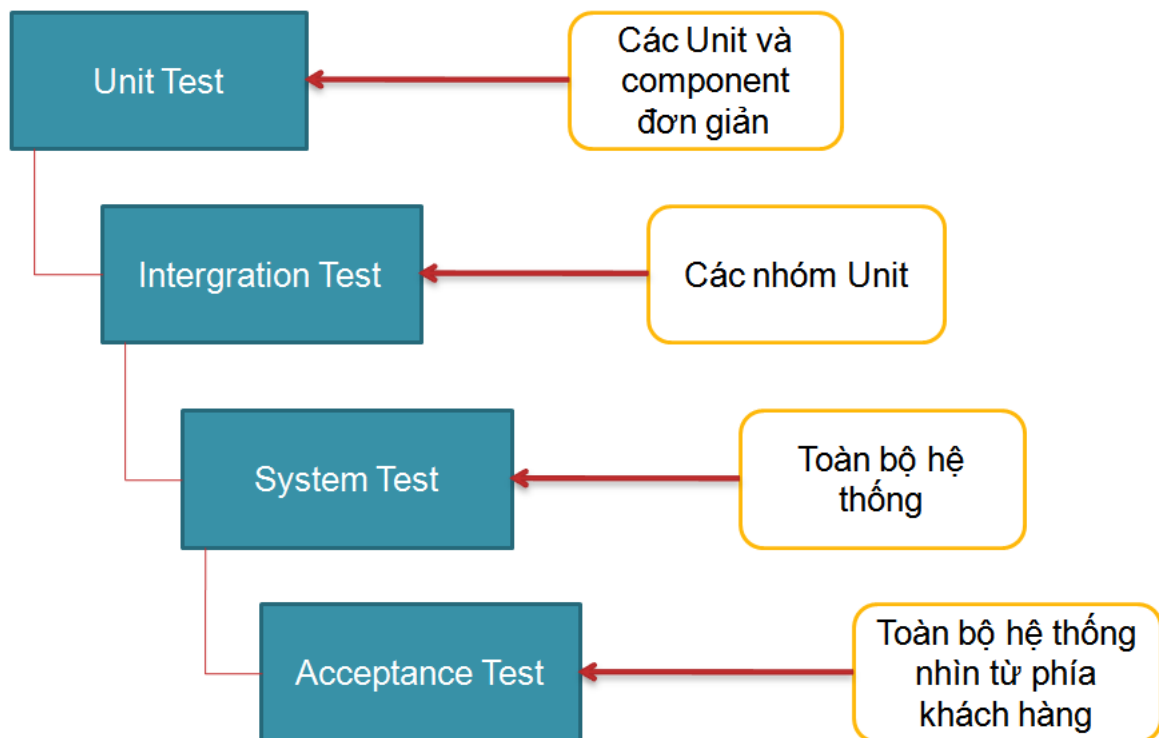 Unit Test
Các Unit và
component
đơn giản
Intergration Test
Các nhóm Unit
System Test
Toàn bộ hệ
thống
Acceptance Test
Toàn bộ hệ thống
nhìn từ phía
khách hàng